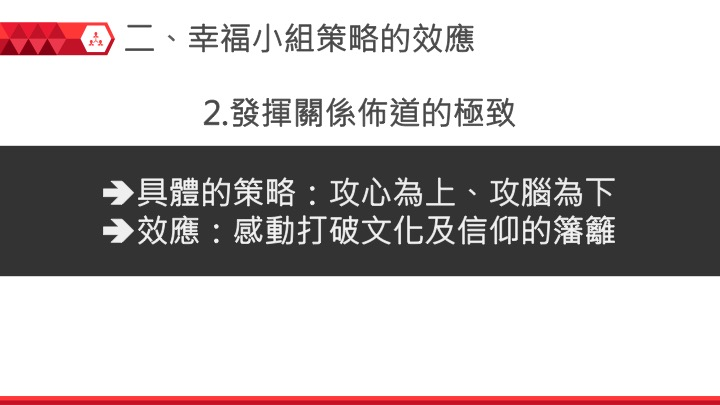 二、幸福小組策略的效應
2.發揮關係佈道的極致
➔具體的策略：攻心為上、攻腦為下
➔效應：感動打破文化及信仰的籓籬